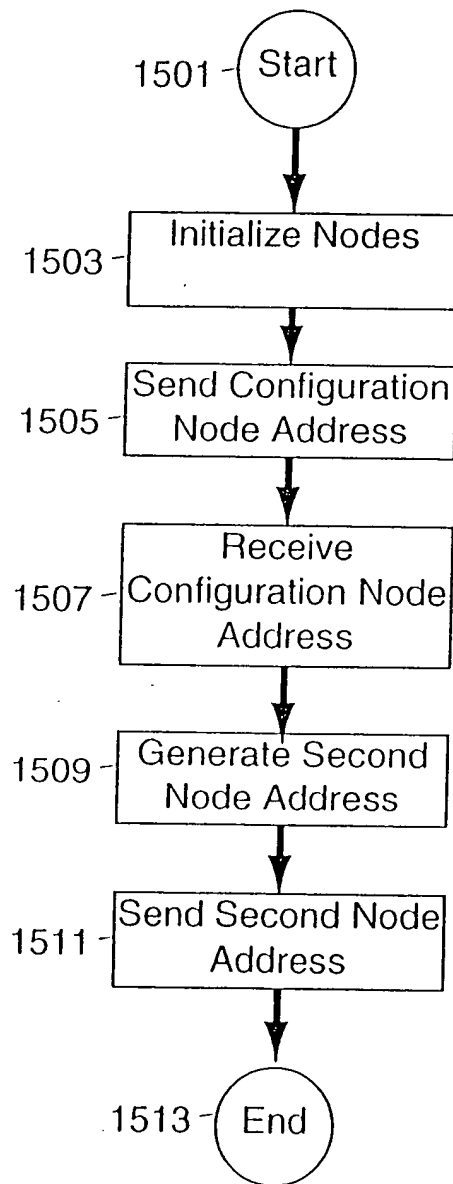 1501
Start
Initialize Nodes
1503
Send Configuration
1505
Node Address
Receive
1507
Configuration Node
Address
1509
Generate Second
Node Address
Send Second Node
1511
Address
1513
End